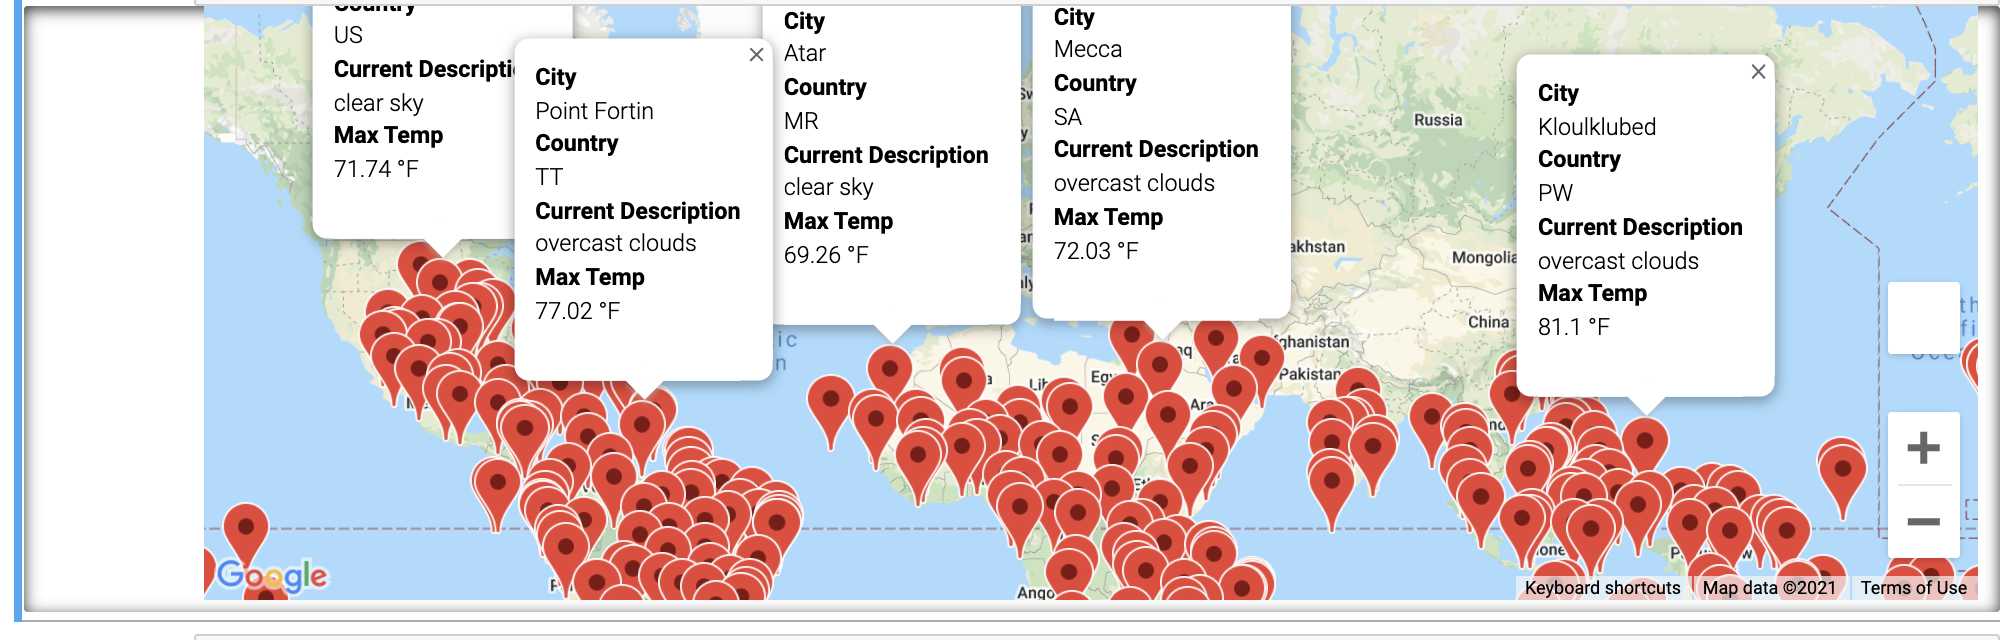 Country
US
Current Descripti
clear sky
Max Temp
71.74 °F
City
Point Fortin
Country
TT
Current Description
overcast clouds
Max Temp
77.02 °F
City
Atar
Country
MR
Current Description
clear sky
Max Temp
69.26 °F
City
Mecca
Country
SA
Current Description
overcast clouds
Max Temp
72.03 °F
City
Kloulklubed
Country
PW
Current Description
overcast clouds
Max Temp
81.1 °F
Russia
akhstan
Mongolia
China
ghanistan
Pakistan
Ango
Google
Keyboard shortcuts
Map data ©2021
Terms of Use